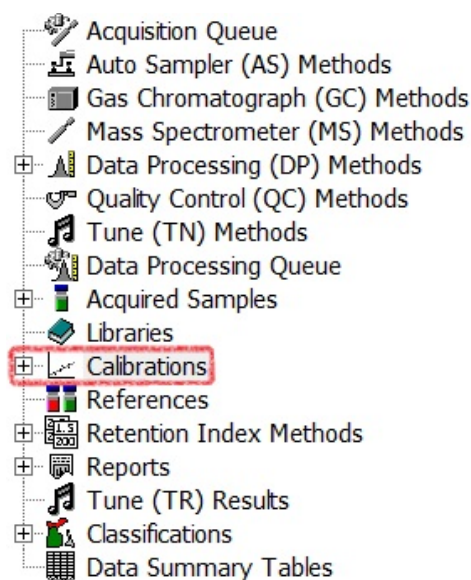 Acquisition Queue
Auto Sampler (AS) Methods
Gas Chromatograph (GC) Methods
Mass Spectrometer (MS) Methods
Data Processing (DP) Methods
Quality Control (QC) Methods
Tune (TN) Methods
Data Processing Queue
Acquired Samples
Libraries
Calibrations
References
Retention Index Methods
Reports
Tune (TR) Results
Classifications
Data Summary Tables